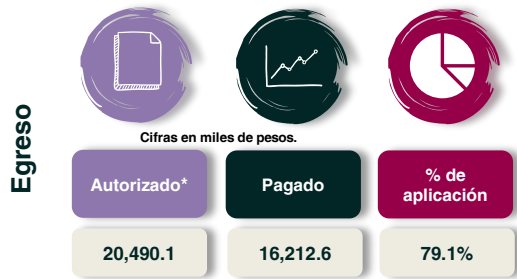 Egreso
Cifras en miles de pesos.
Autorizado* Pagado % de
aplicación
20,490.1 16,212.6 79.1%